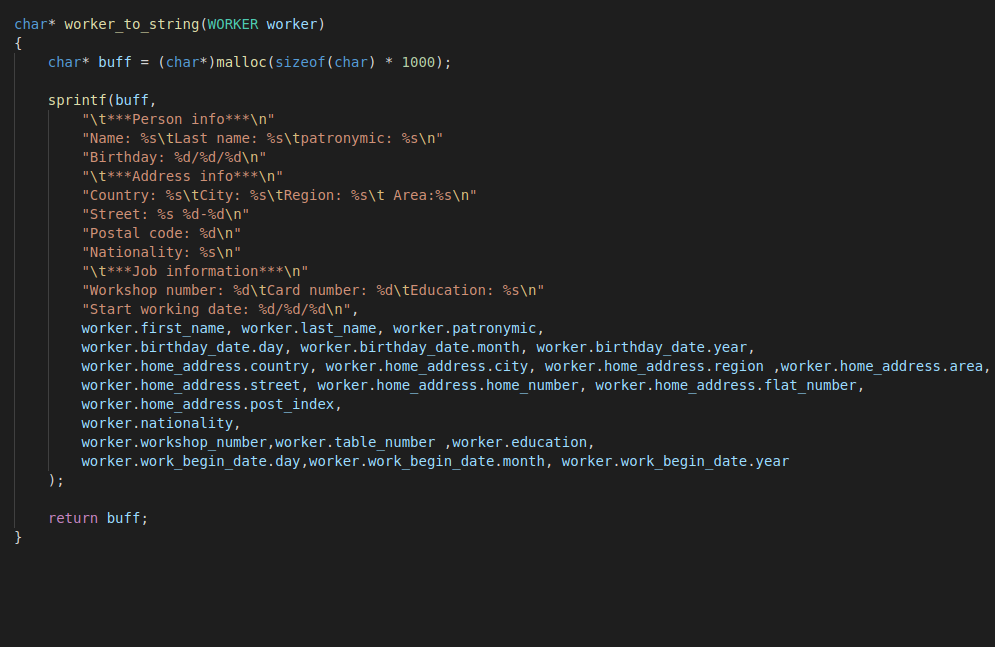 char* worker_to_string(WORKER worker)
{
    char* buff = (char*)malloc(sizeof(char) * 1000);

    sprintf(buff,
        "\t***Person info***\n"
        "Name: %s\tLast name: %s\tpatronymic: %s\n"
        "Birthday: %d/%d/%d\n"
        "\t***Address info***\n"
        "Country: %s\tCity: %s\tRegion: %s\t Area:%s\n"
        "Street: %s %d-%d\n"
        "Postal code: %d\n"
        "Nationality: %s\n"
        "\t***Job information***\n"
        "Workshop number: %d\tCard number: %d\tEducation: %s\n"
        "Start working date: %d/%d/%d\n",
        worker.first_name, worker.last_name, worker.patronymic,
        worker.birthday_date.day, worker.birthday_date.month, worker.birthday_date.year,
        worker.home_address.country, worker.home_address.city, worker.home_address.region ,worker.home_address.area,
        worker.home_address.street, worker.home_address.home_number, worker.home_address.flat_number,
        worker.home_address.post_index,
        worker.nationality,
        worker.workshop_number,worker.table_number ,worker.education,
        worker.work_begin_date.day,worker.work_begin_date.month, worker.work_begin_date.year
    );

    return buff;
}